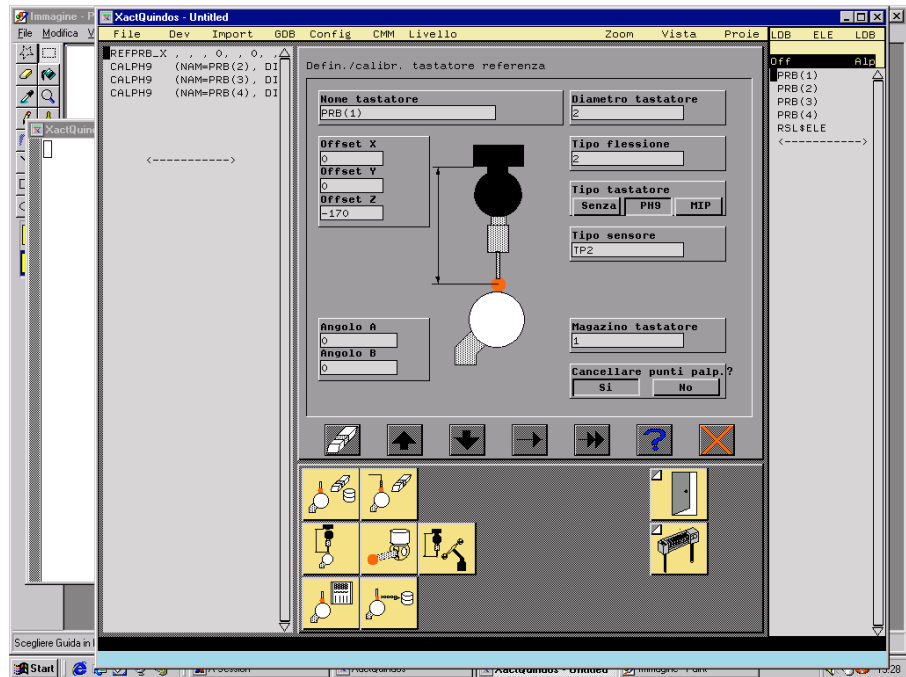 Immagine - P
XactQuindos - Untitled
File Modifica V
File Dev Import GDB Config CMM Livello Zoom Vista Proie LDB ELE LDB
REFPRB_X , , , 0, , 0, ,
CALPH9 (NAM=PRB(2), DI
CALPH9 (NAM=PRB(3), DI
CALPH9 (NAM=PRB(4), DI
<----------->
XactQuin
Defin./calibr. tastatore referenza
Nome tastatore
PRB(1)
Diametro tastatore
2
Offset X
0
Offset Y
0
Offset Z
-170
Tipo flessione
2
Tipo tastatore
Senza PH9 MIP
Tipo sensore
TP2
Angolo A
0
Angolo B
0
Magazino tastatore
1
Cancellare punti palp.?
Si No
?
Off Alp
PRB(1)
PRB(2)
PRB(3)
PRB(4)
RSL$ELE
<----------->
8888
Scegliere Guida in
Start
XactQuindos - Untitled
Immagine - Paint